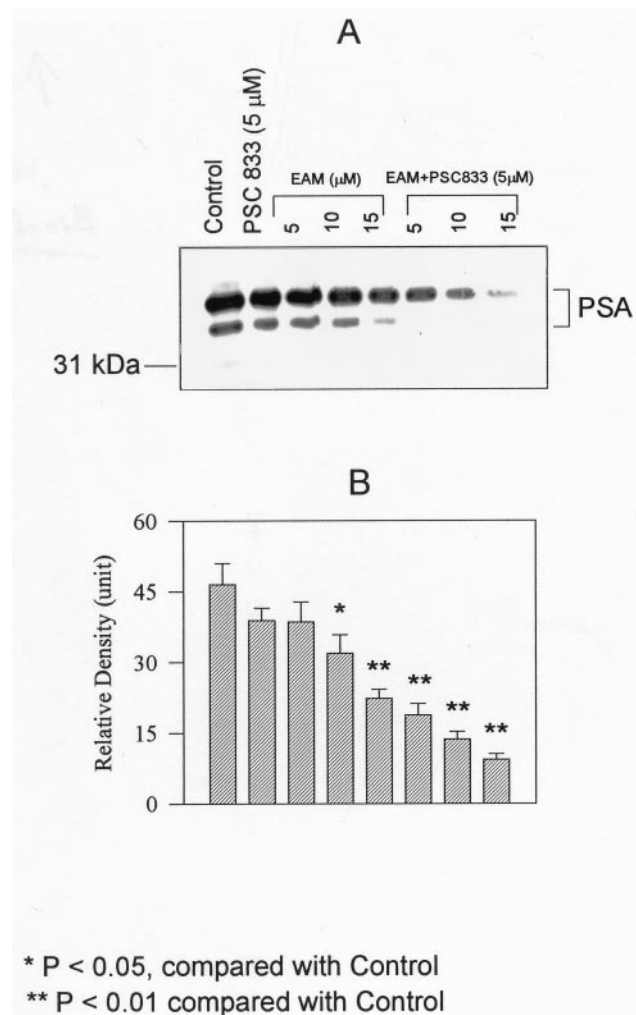 A
Control
PSC 833 (5 μM)
EAM (μM)
EAM+PSC833 (5μM)
5
10
15
5
10
15
PSA
31 kDa
B
60
45
30
15
0
Relative Density (unit)
*
**
**
**
**
* P < 0.05, compared with Control
** P < 0.01 compared with Control